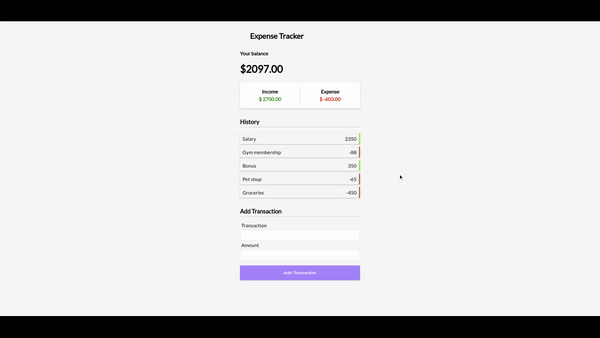 Expense Tracker
Your balance
$2097.00
Income Expense
$ 2700.00 $ -603.00
History
Salary 2350
Gym membership -88
Bonus 350
Pet shop -65
Groceries -450
Add Transaction
Transaction
Amount
Add Transaction